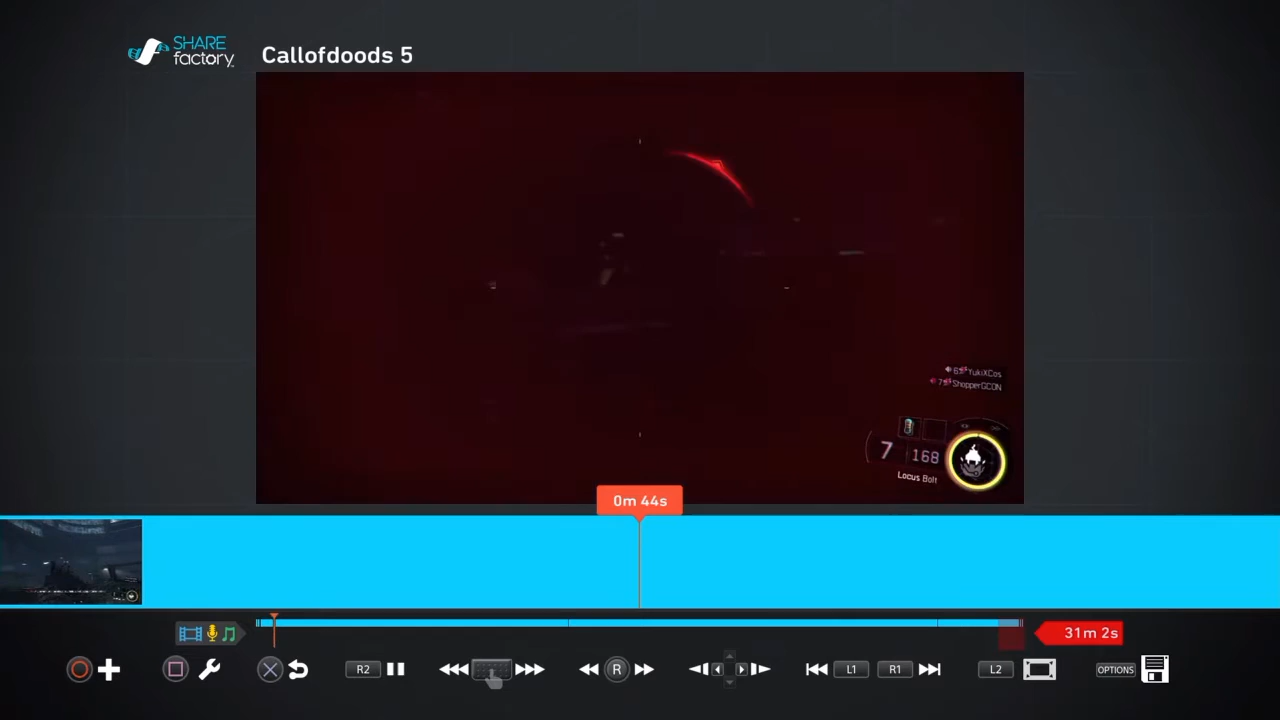 SHARE
factory
Callofdoods 5
YukiXCos
ShopperGCON
7 168
Locus Bolt
0m 44s
31m 2s
R2
R
L1
R1
L2
OPTIONS